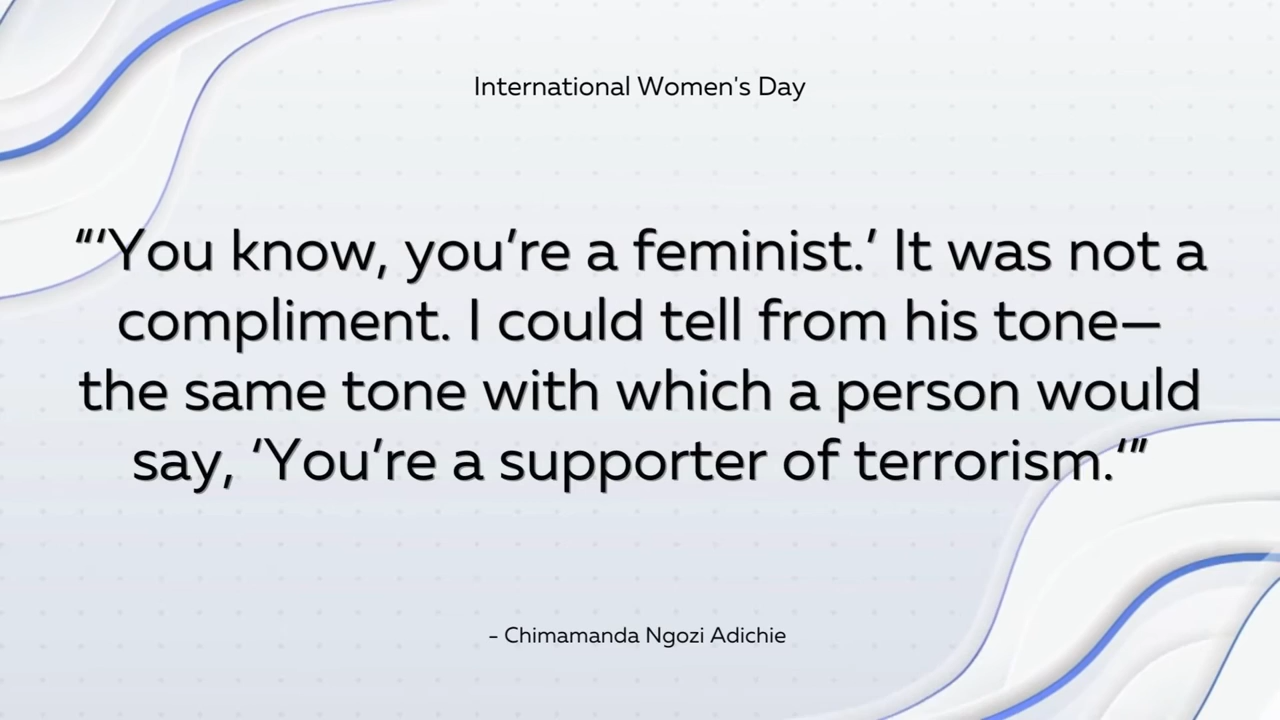 International Women's Day
“‘You know, you’re a feminist.’ It was not a
compliment. I could tell from his tone—
the same tone with which a person would
say, ‘You’re a supporter of terrorism.‘”
– Chimamanda Ngozi Adichie